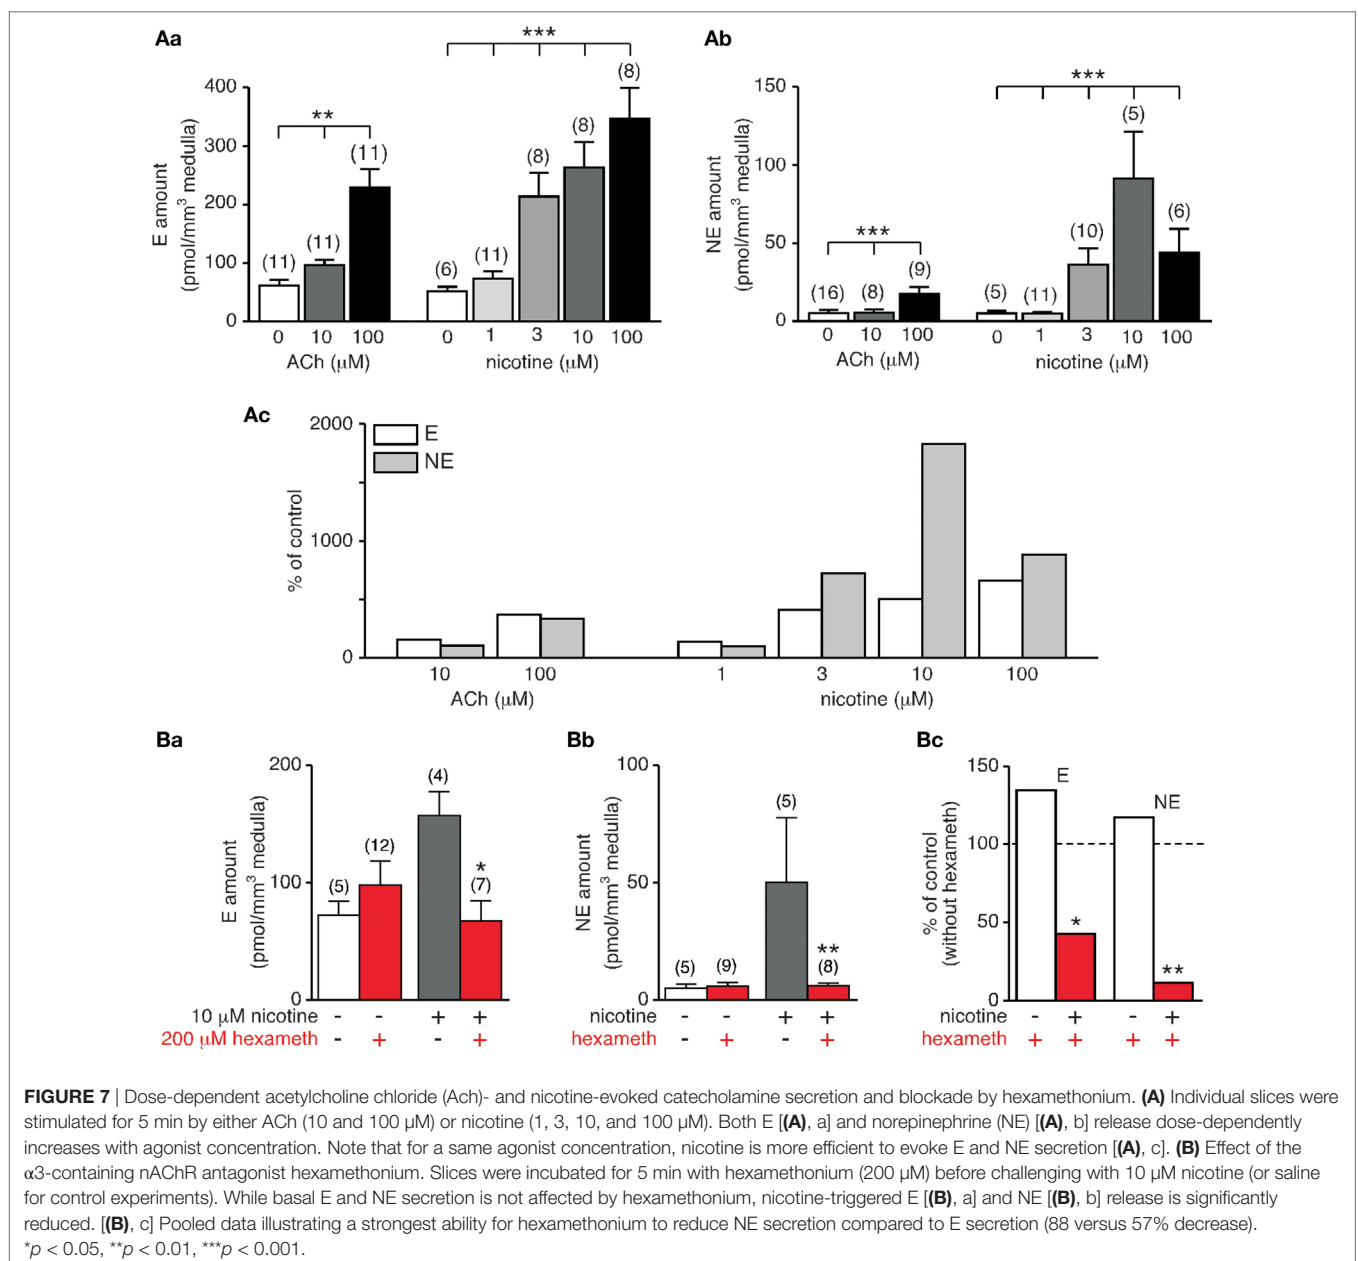 Aa
Ab
***
***
(8)
400
150
(8)
(5)
**
(8)
(11)
300
E amount
(pmol/mm³ medulla)
100
NE amount
(pmol/mm³ medulla)
(6)
200
(10)
(11)
(11)
(11)
***
50
100
(6)
(16)
(8)
(9)
(5)
(11)
0
0
0 10 100 0 1 3 10 100
0 10 100 0 1 3 10 100
ACh (µM) nicotine (µM)
ACh (µM) nicotine (µM)
Ac
2000
E
NE
% of control
1000
0
10 100 1 3 10 100
ACh (µM) nicotine (µM)
Ba
Bb
Bc
200
100
150
E
(4)
(5)
NE
(12)
E amount
(pmol/mm³ medulla)
NE amount
(pmol/mm³ medulla)
% of control
(without hexameth)
100
*
100
50
(5)
(7)
**
50
*
(5)
(9)
(8)
**
0
0
0
10 µM nicotine - - + +
nicotine - - + +
- + - +
200 µM hexameth - + - +
hexameth - + - +
hexameth + + + +
FIGURE 7 | Dose-dependent acetylcholine chloride (Ach)- and nicotine-evoked catecholamine secretion and blockade by hexamethonium. (A) Individual slices were
stimulated for 5 min by either ACh (10 and 100 µM) or nicotine (1, 3, 10, and 100 µM). Both E [(A), a] and norepinephrine (NE) [(A), b] release dose-dependently
increases with agonist concentration. Note that for a same agonist concentration, nicotine is more efficient to evoke E and NE secretion [(A), c]. (B) Effect of the
α3-containing nAChR antagonist hexamethonium. Slices were incubated for 5 min with hexamethonium (200 µM) before challenging with 10 µM nicotine (or saline
for control experiments). While basal E and NE secretion is not affected by hexamethonium, nicotine-triggered E [(B), a] and NE [(B), b] release is significantly
reduced. [(B), c] Pooled data illustrating a strongest ability for hexamethonium to reduce NE secretion compared to E secretion (88 versus 57% decrease).
*p < 0.05, **p < 0.01, ***p < 0.001.